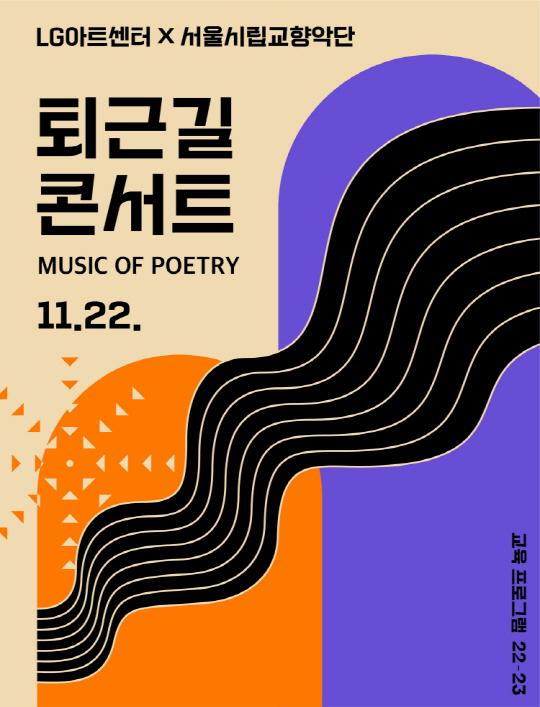 LG아트센터 X 서울시립교향악단
퇴근길
콘서트
MUSIC OF POETRY
11.22.
교육 프로그램 22-23